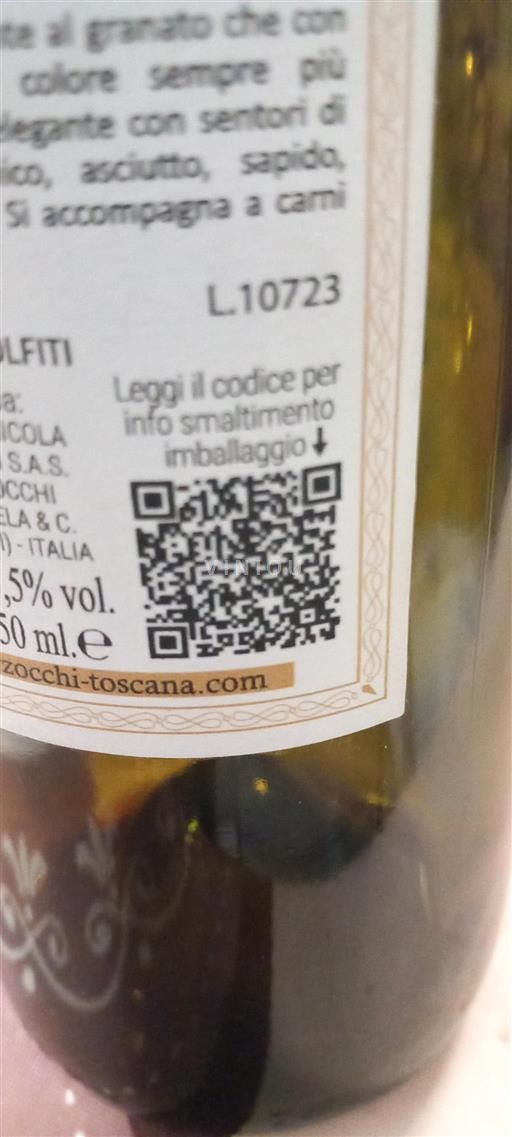 te al granato che con
colore sempre più
elegante con sentori di
ico, asciutto, sapido,
Si accompagna a carni
L.10723
OLFITI
a:
ICOLA
S.A.S.
OCCHI
ELA & C.
I) - ITALIA
,5% vol.
50 ml.e
Leggi il codice per
info smaltimento
imballaggio
zocchi-toscana.com